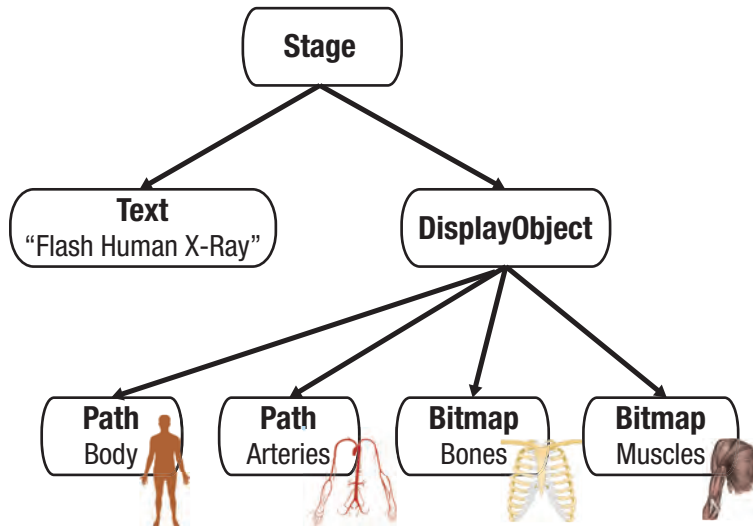 Stage
Text
“Flash Human X-Ray”
DisplayObject
Path
Body
Path
Arteries
Bitmap
Bones
Bitmap
Muscles